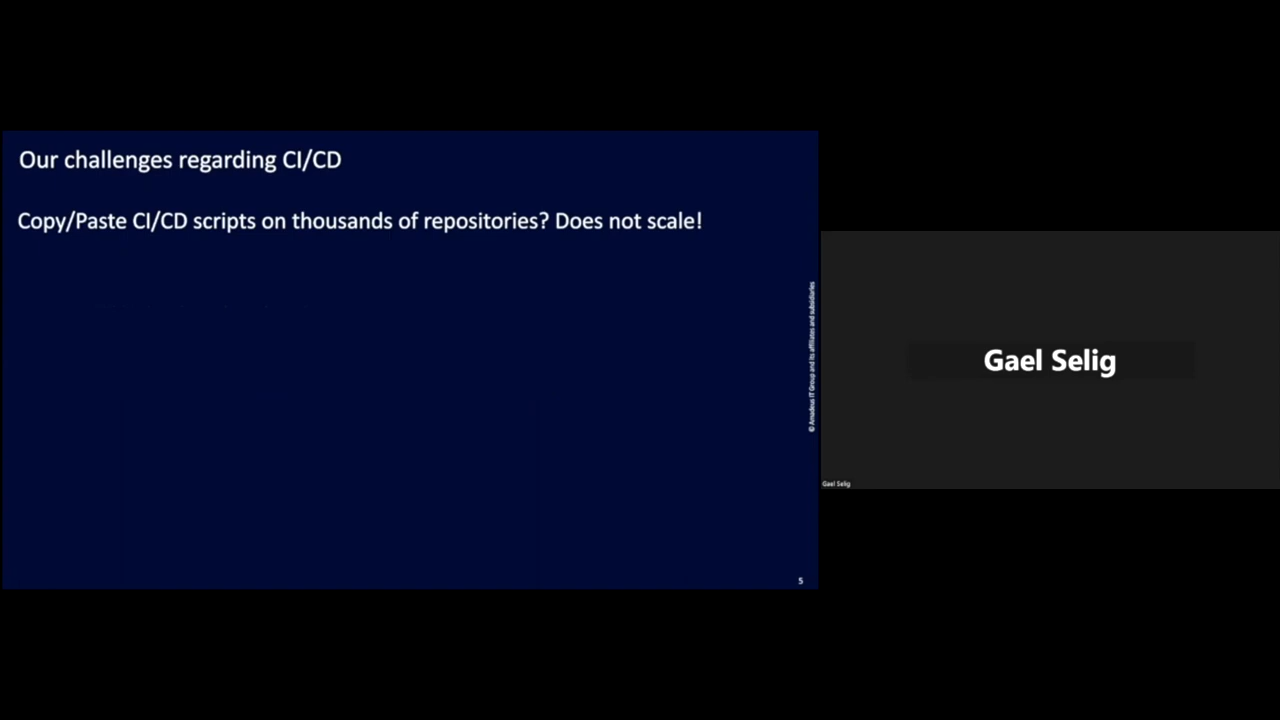 Our challenges regarding CI/CD
Copy/Paste CI/CD scripts on thousands of repositories? Does not scale!
© Amadeus IT Group and its affiliates and subsidiaries
5
Gael Selig
Gael Selig